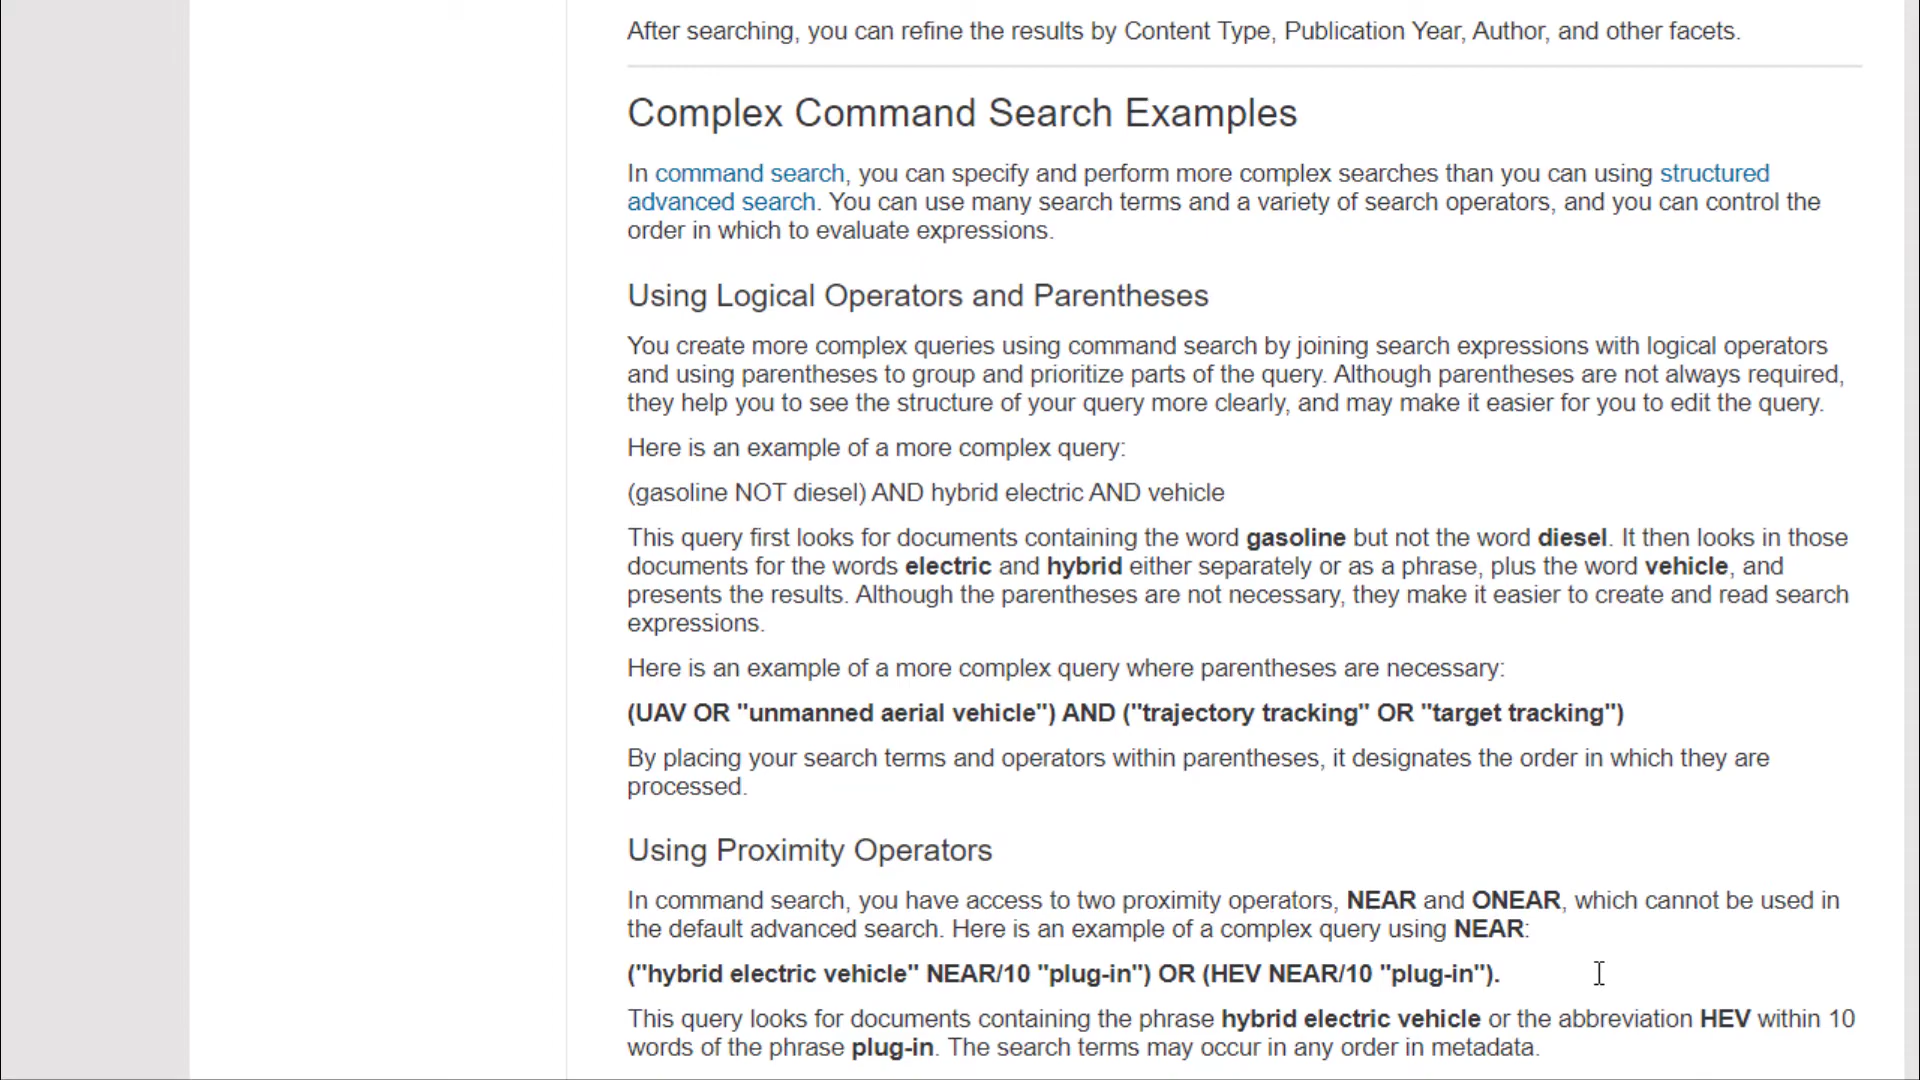 After searching, you can refine the results by Content Type, Publication Year, Author, and other facets.
Complex Command Search Examples
In command search, you can specify and perform more complex searches than you can using structured
advanced search. You can use many search terms and a variety of search operators, and you can control the
order in which to evaluate expressions.
Using Logical Operators and Parentheses
You create more complex queries using command search by joining search expressions with logical operators
and using parentheses to group and prioritize parts of the query. Although parentheses are not always required,
they help you to see the structure of your query more clearly, and may make it easier for you to edit the query.
Here is an example of a more complex query:
(gasoline NOT diesel) AND hybrid electric AND vehicle
This query first looks for documents containing the word gasoline but not the word diesel. It then looks in those
documents for the words electric and hybrid either separately or as a phrase, plus the word vehicle, and
presents the results. Although the parentheses are not necessary, they make it easier to create and read search
expressions.
Here is an example of a more complex query where parentheses are necessary:
(UAV OR "unmanned aerial vehicle") AND ("trajectory tracking" OR "target tracking")
By placing your search terms and operators within parentheses, it designates the order in which they are
processed.
Using Proximity Operators
In command search, you have access to two proximity operators, NEAR and ONEAR, which cannot be used in
the default advanced search. Here is an example of a complex query using NEAR:
("hybrid electric vehicle" NEAR/10 "plug-in") OR (HEV NEAR/10 "plug-in").
This query looks for documents containing the phrase hybrid electric vehicle or the abbreviation HEV within 10
words of the phrase plug-in. The search terms may occur in any order in metadata.